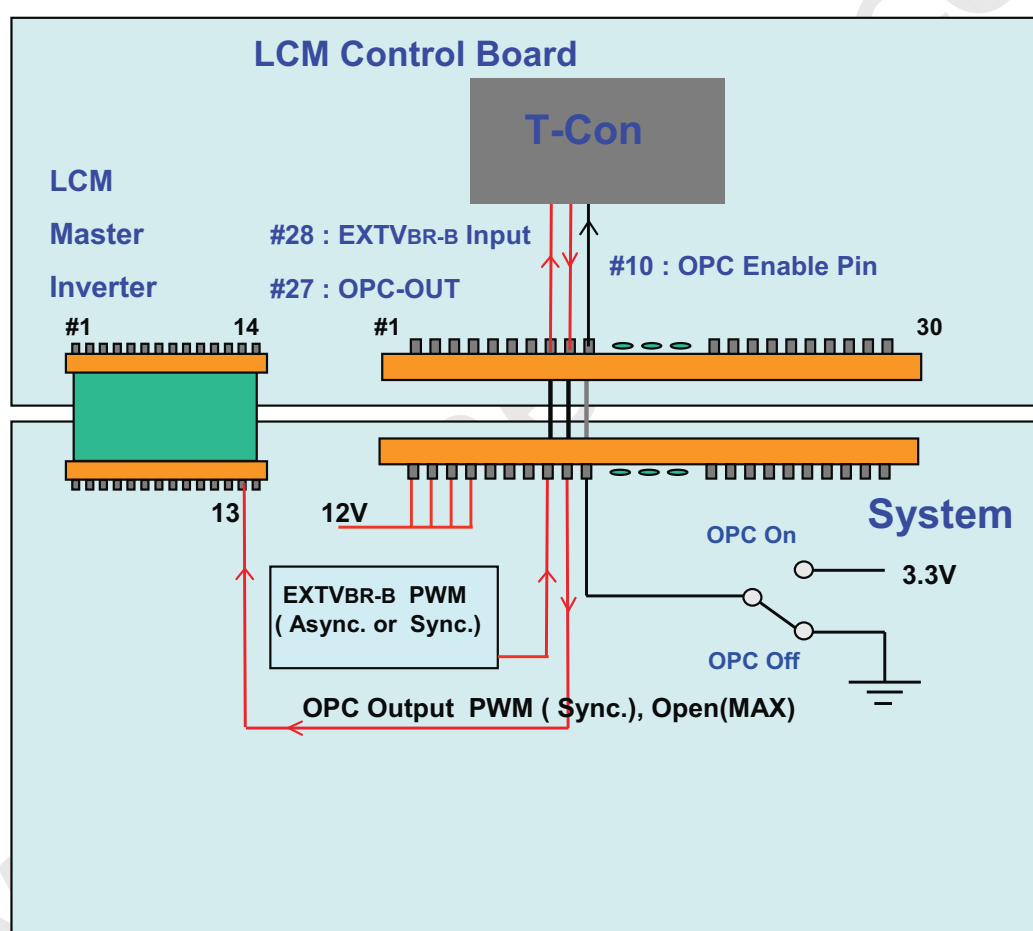 LCM Control Board
T-Con
LCM
Master
Inverter
#28 : EXTVBR-B Input
#27 : OPC-OUT
#10 : OPC Enable Pin
#1
14
#1
30
13
12V
System
OPC On
3.3V
OPC Off
EXTVBR-B PWM
( Async. or Sync.)
OPC Output PWM ( Sync.), Open(MAX)